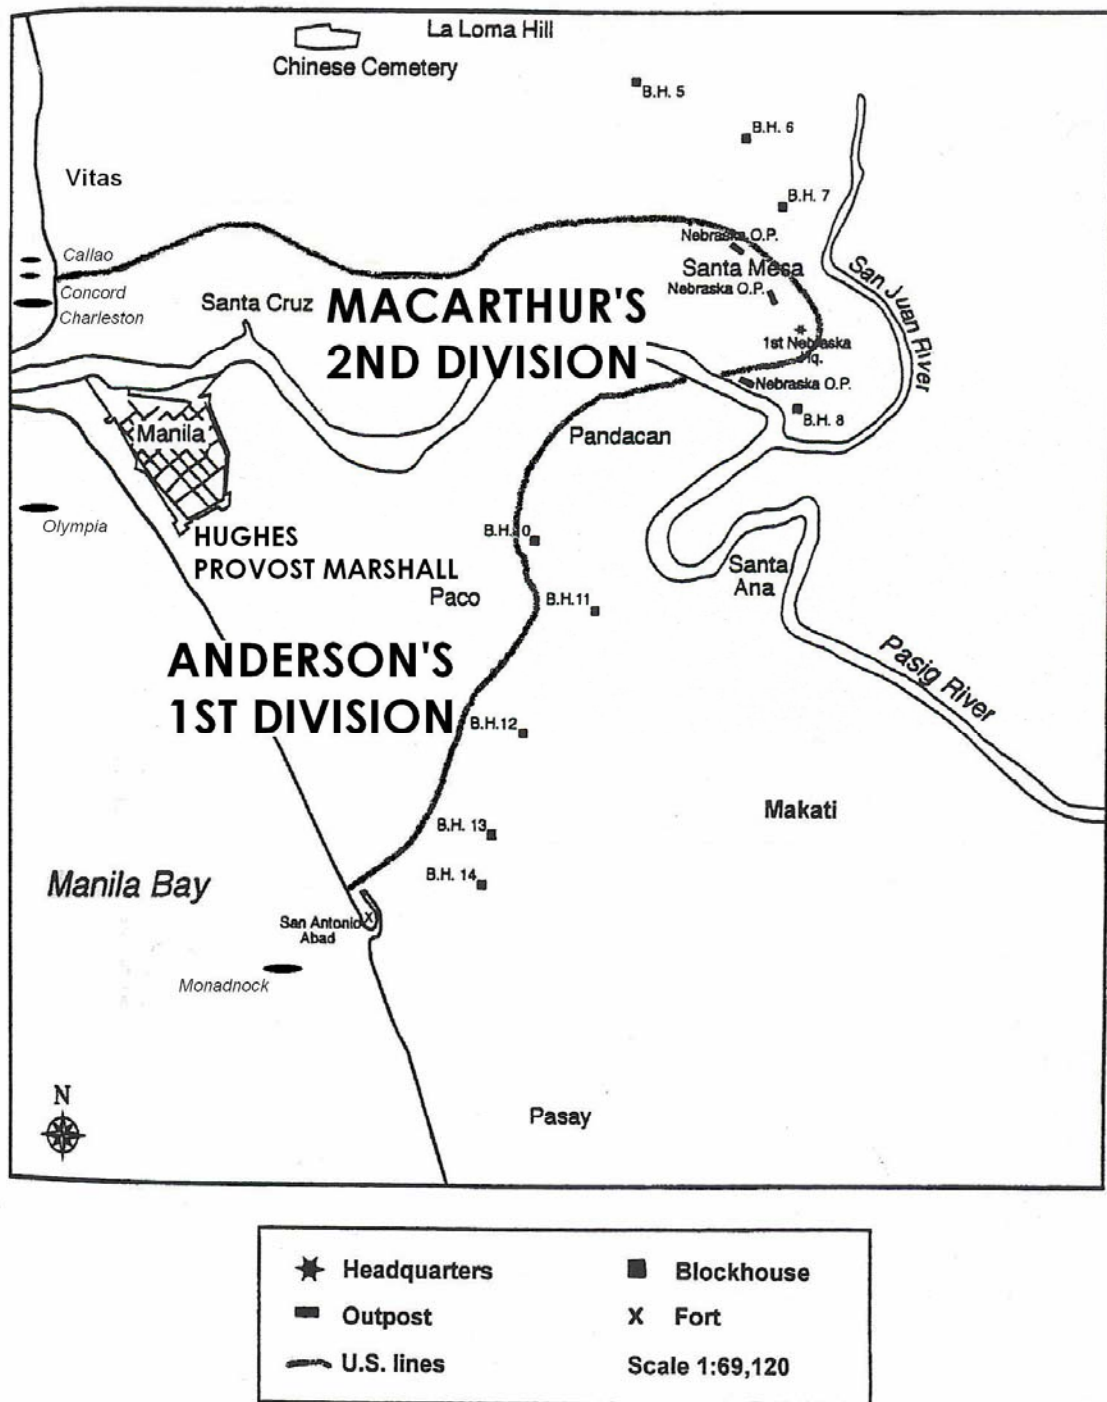 La Loma Hill
Chinese Cemetery
B.H. 5
B.H. 6
Vitas
B.H. 7
Nebraska O.P.
Callao
Santa Mesa
San Juan River
Concord
Nebraska O.P.
Santa Cruz
MACARTHUR'S
Charleston
1st Nebraska
Hq.
2ND DIVISION
Nebraska O.P.
B.H. 8
Manila
Pandacan
Olympia
B.H. 0
HUGHES
PROVOST MARSHALL
Santa
Ana
Paco
B.H.11
ANDERSON'S
1ST DIVISION
Pasig River
B.H.12
Makati
B.H. 13
B.H. 14
Manila Bay
San Antonio
Abad
X
Monadnock
N
Pasay
Headquarters
Blockhouse
Outpost
X Fort
U.S. lines
Scale 1:69,120